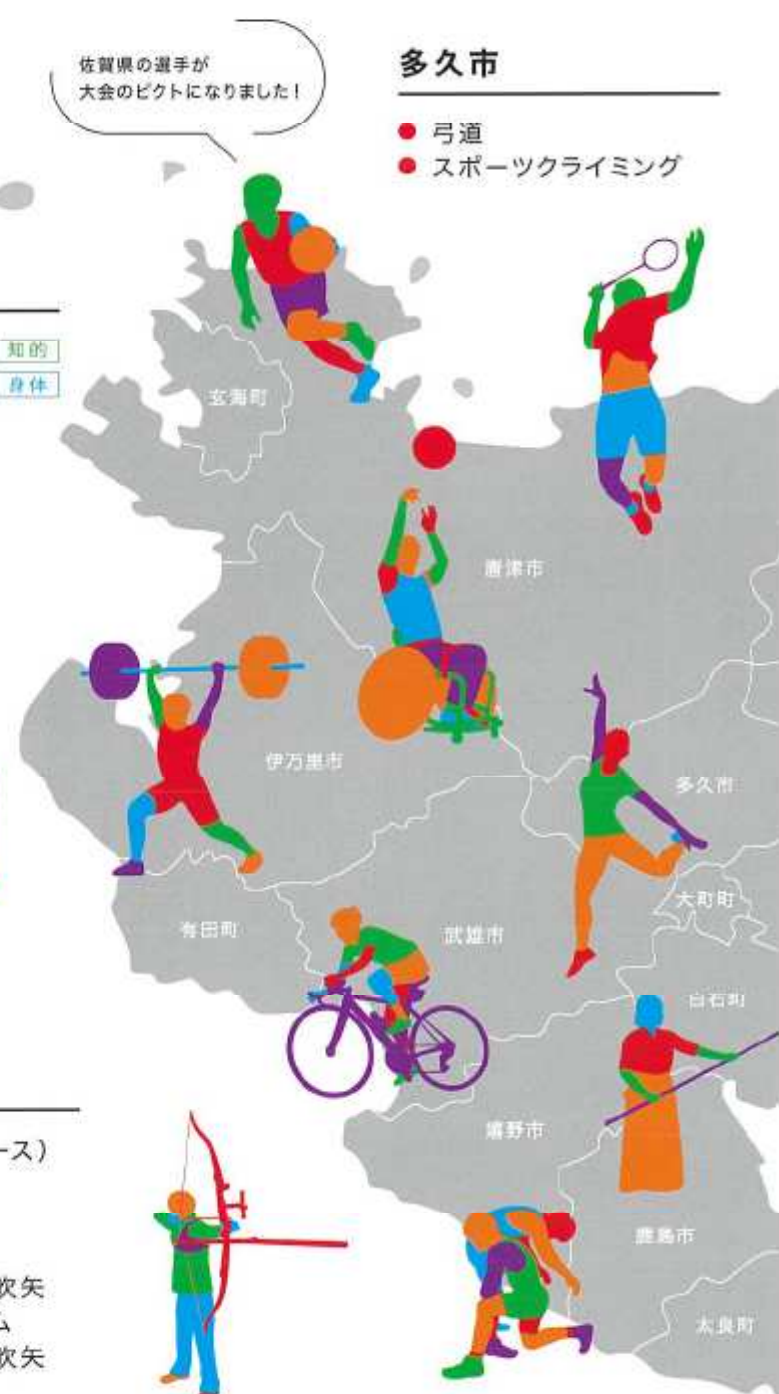 佐賀県の選手が
大会のピクトになりました!
多久市
● 弓道
● スポーツクライミング
知的
身体
玄海町
唐津市
伊万里市
多久市
大町町
有田町
武雄市
白石町
嬉野市
ース)
鹿島市
吹矢
ム
太良町
吹矢